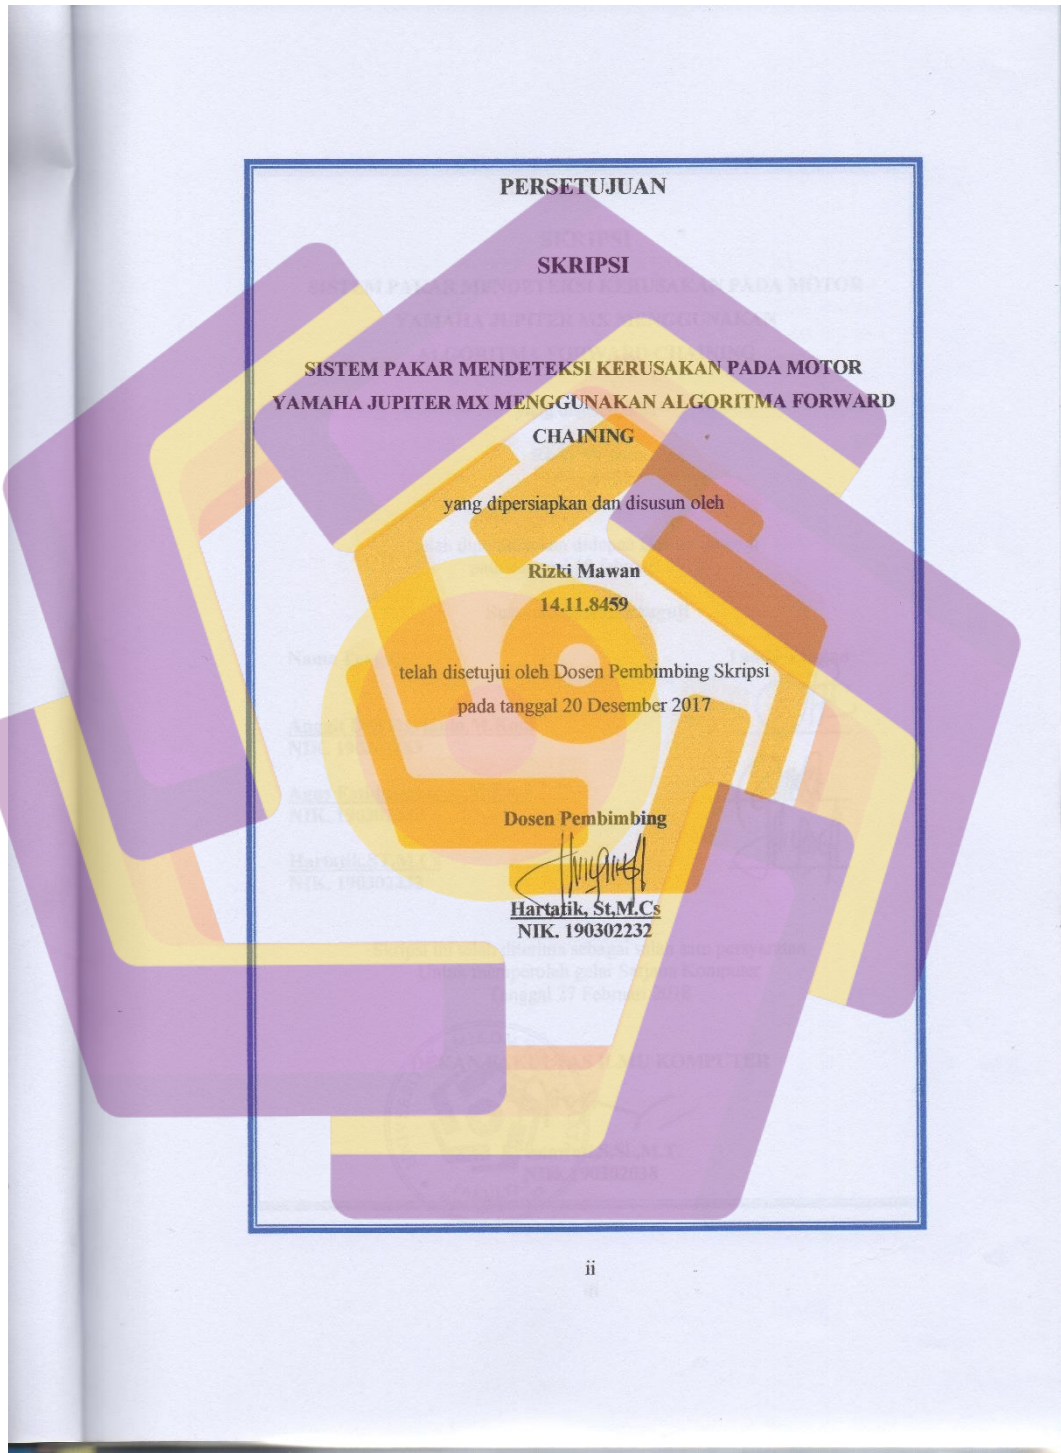 PERSETUJUAN
SKRIPSI
SISTEM PAKAR MENDETEKSI KERUSAKAN PADA MOTOR
YAMAHA JUPITER MX MENGGUNAKAN ALGORITMA FORWARD
CHAINING
yang dipersiapkan dan disusun oleh
Rizki Mawan
14.11.8459
telah disetujui oleh Dosen Pembimbing Skripsi
pada tanggal 20 Desember 2017
Dosen Pembimbing
Hartatik, St,M.Cs
NIK. 190302232
ii